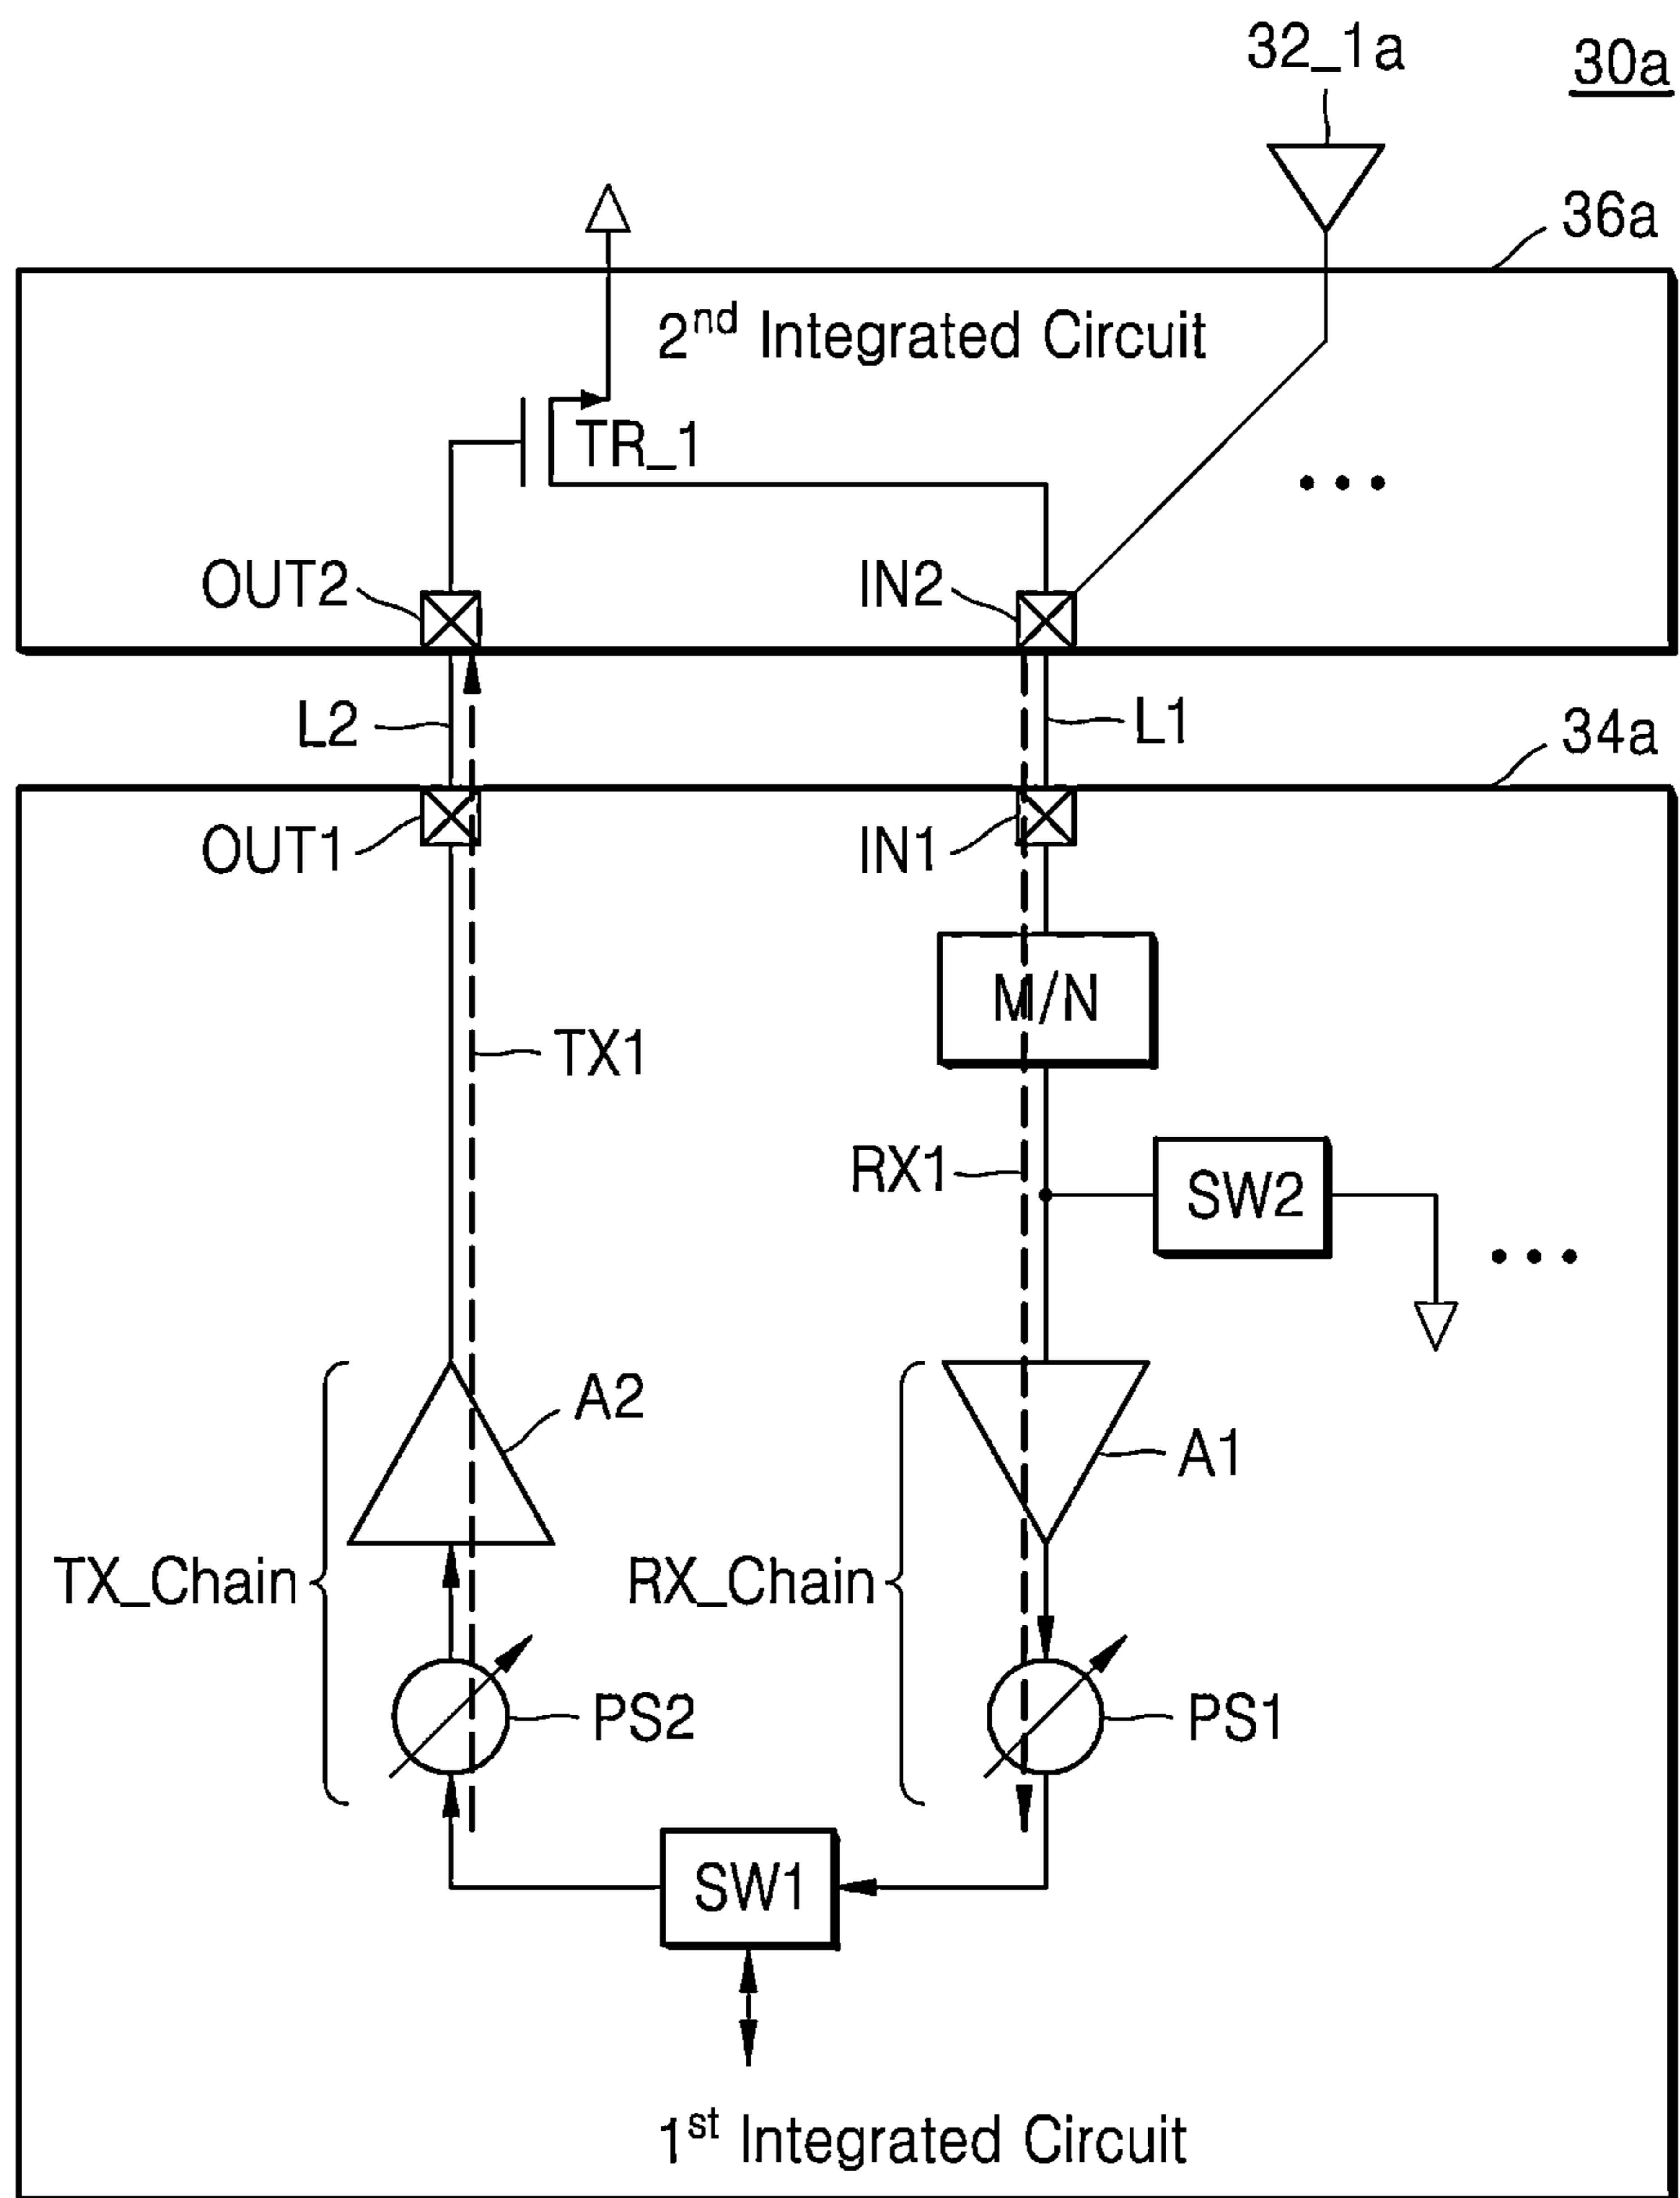 32_1a
30a
36a
2nd Integrated Circuit
TR_1
OUT2
IN2
L2
L1
34a
OUT1
IN1
M/N
TX1
RX1
SW2
A2
A1
TX_Chain
RX_Chain
PS2
PS1
SW1
1st Integrated Circuit